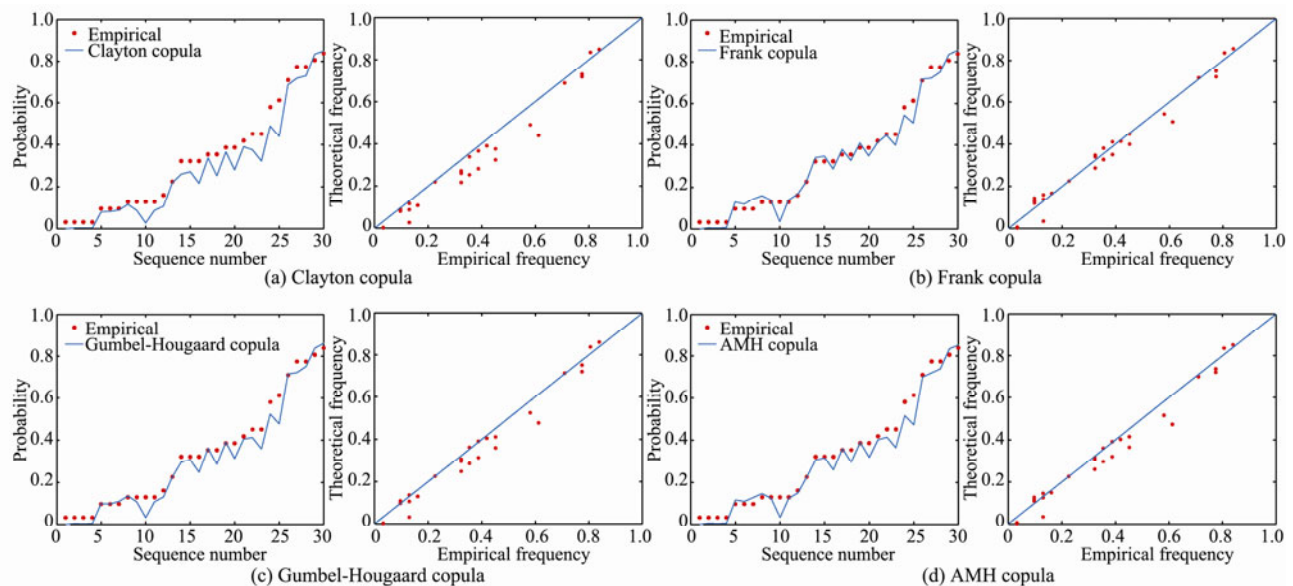 1.0
0.8
0.6
0.4
0.2
0
Probability
Empirical
Clayton copula
0 5 10 15 20 25 30
Sequence number
1.0
0.8
0.6
0.4
0.2
0
Theoretical frequency
0.2 0.4 0.6 0.8 1.0
Empirical frequency
(a) Clayton copula
1.0
0.8
0.6
0.4
0.2
0
Probability
Empirical
Frank copula
0 5 10 15 20 25 30
Sequence number
1.0
0.8
0.6
0.4
0.2
0
Theoretical frequency
0 0.2 0.4 0.6 0.8 1.0
Empirical frequency
(b) Frank copula
1.0
0.8
0.6
0.4
0.2
0
Probability
Empirical
Gumbel-Hougaard copula
0 5 10 15 20 25 30
Sequence number
1.0
0.8
0.6
0.4
0.2
0
Theoretical frequency
0 0.2 0.4 0.6 0.8 1.0
Empirical frequency
(c) Gumbel-Hougaard copula
1.0
0.8
0.6
0.4
0.2
0
Probability
Empirical
AMH copula
0 5 10 15 20 25 30
Sequence number
1.0
0.8
0.6
0.4
0.2
0
Theoretical frequency
0 0.2 0.4 0.6 0.8 1.0
Empirical frequency
(d) AMH copula